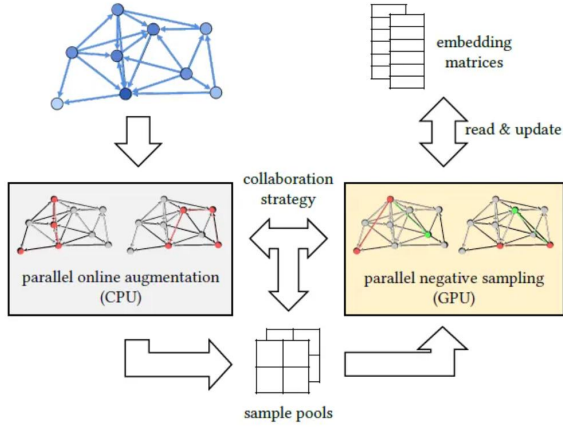 embedding
matrices
read & update
collaboration
strategy
parallel online augmentation
(CPU)
parallel negative sampling
(GPU)
sample pools